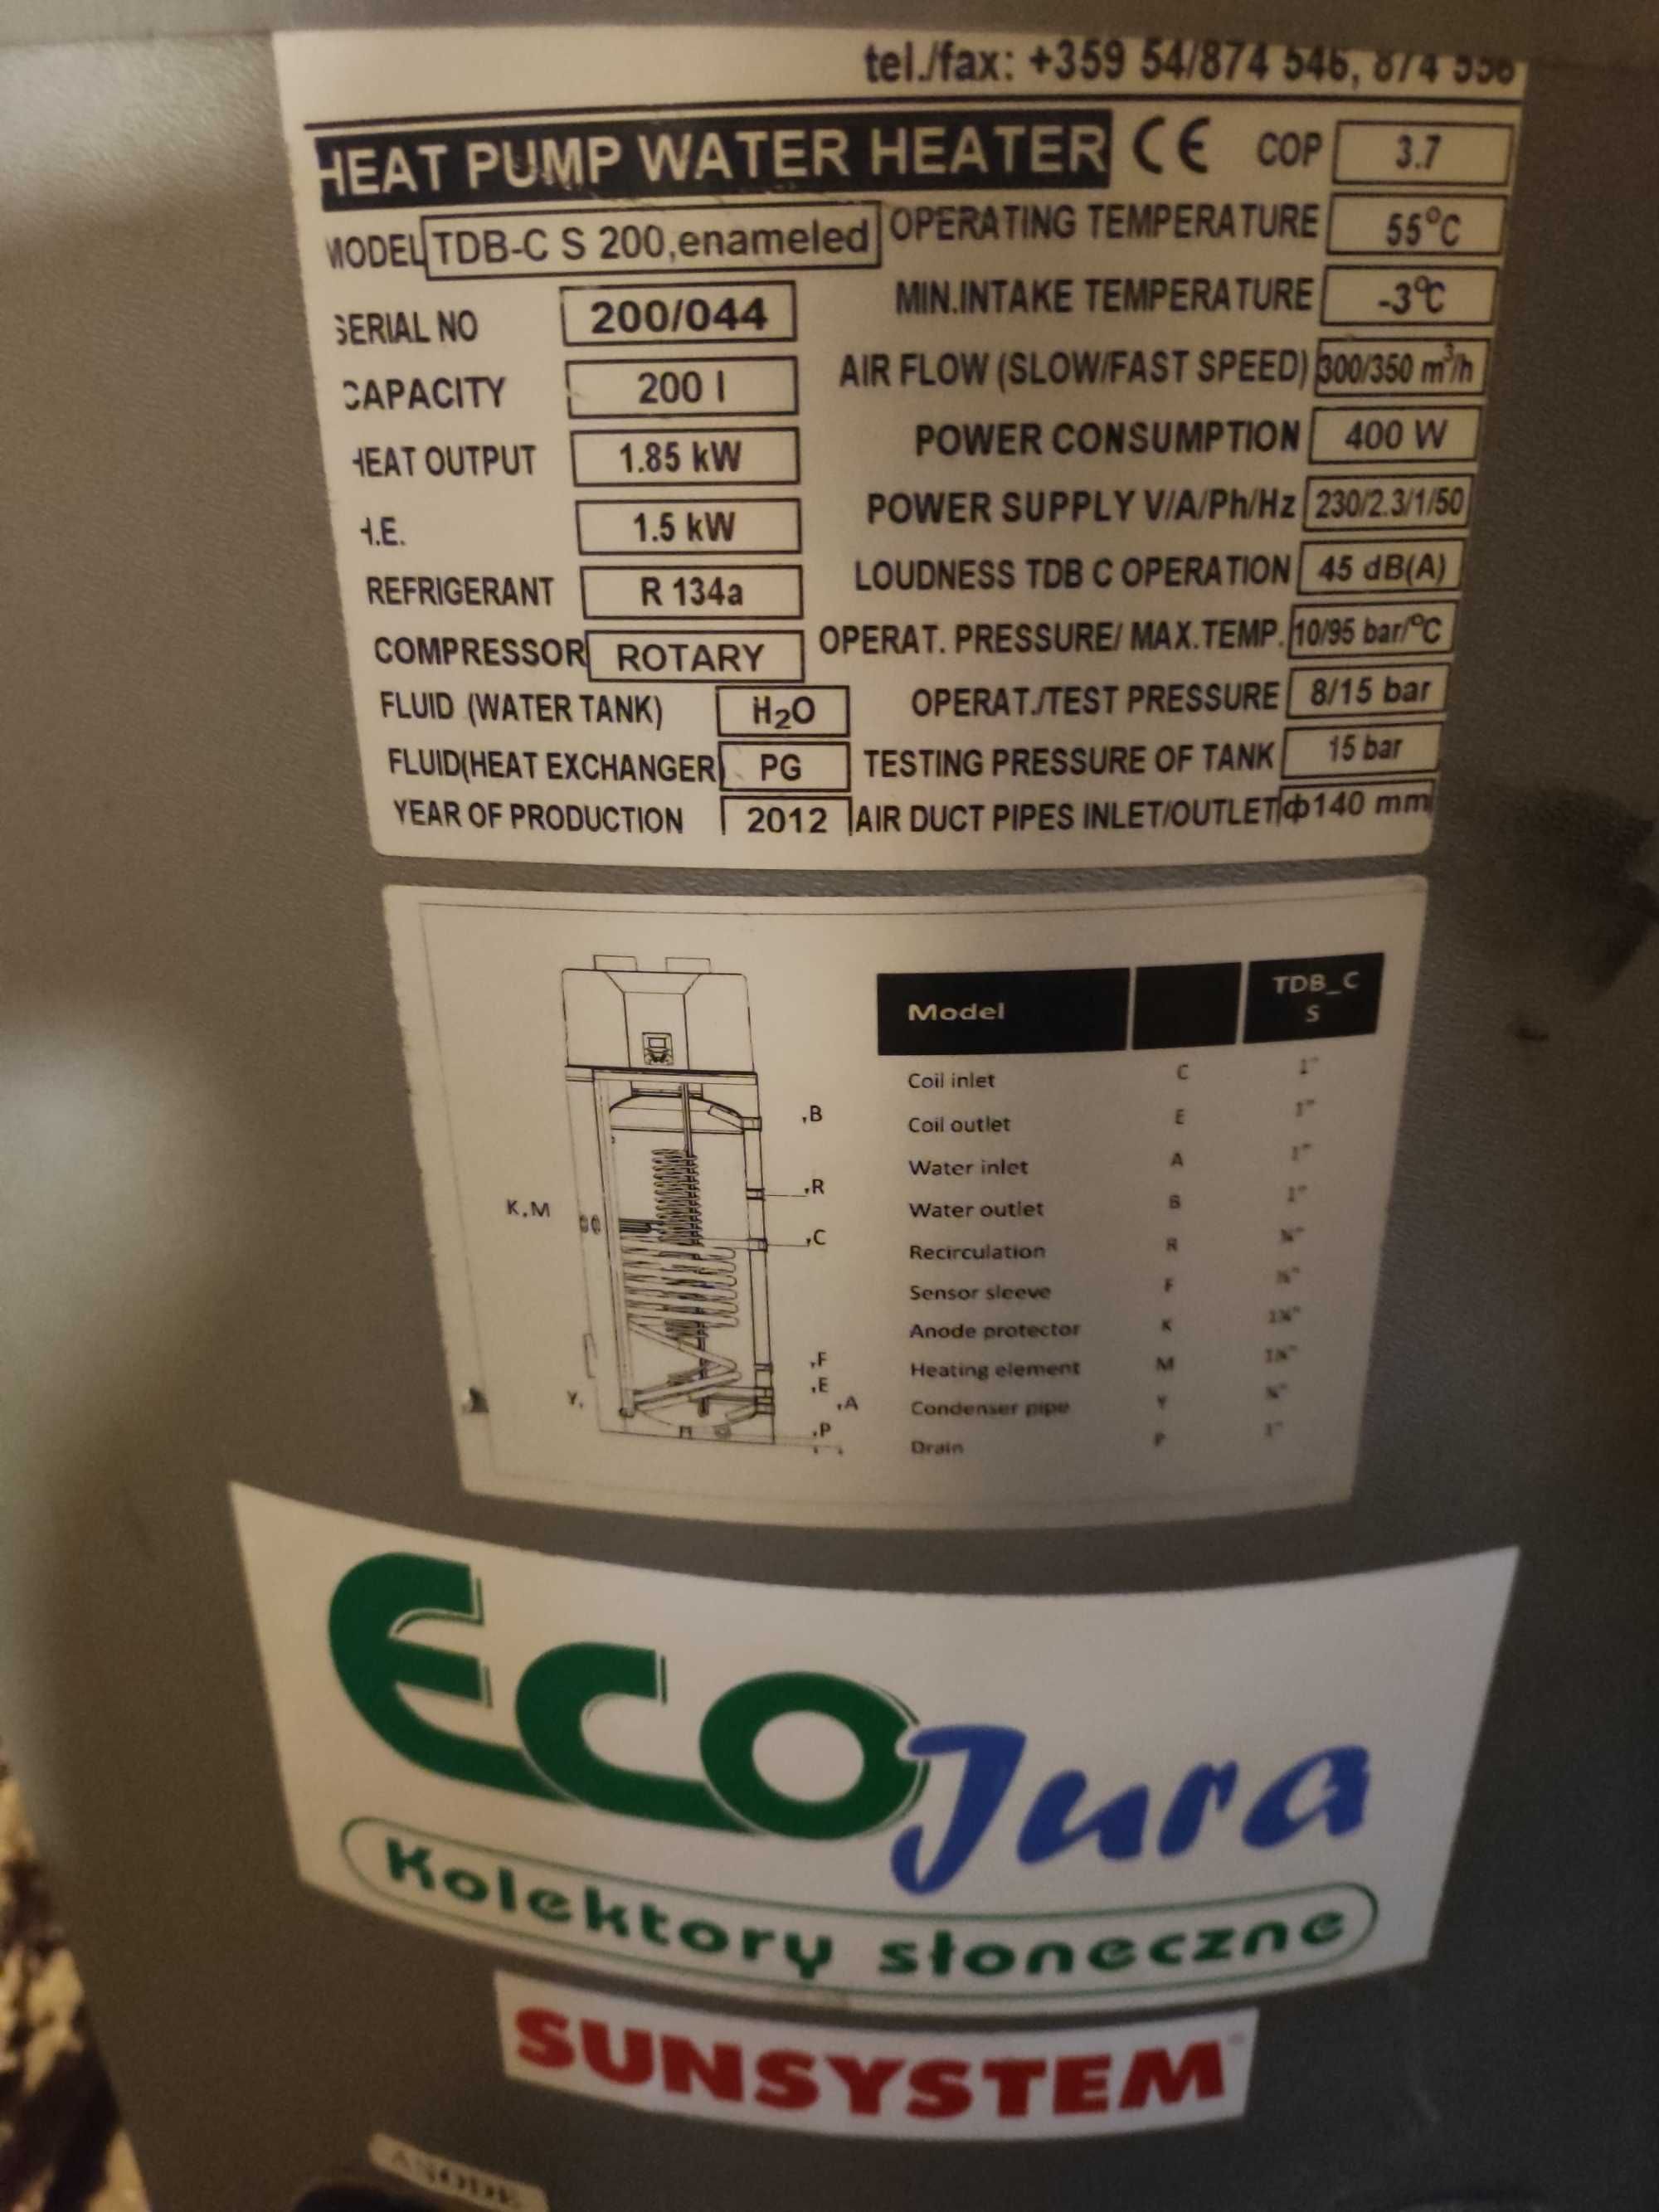 tel./fax: +359 54/874 546, 874 556
HEAT PUMP WATER HEATER CE COP 3.7
MODEL TDB-C S 200,enameled OPERATING TEMPERATURE 55°C
SERIAL NO 200/044 MIN.INTAKE TEMPERATURE -3°C
CAPACITY 200 l AIR FLOW (SLOW/FAST SPEED) 300/350 m³/h
HEAT OUTPUT 1.85 kW POWER CONSUMPTION 400 W
H.E. 1.5 kW POWER SUPPLY V/A/Ph/Hz 230/2.3/1/50
REFRIGERANT R 134a LOUDNESS TDB C OPERATION 45 dB(A)
COMPRESSOR ROTARY OPERAT. PRESSURE/ MAX.TEMP. 10/95 bar/°C
FLUID (WATER TANK) H₂O OPERAT./TEST PRESSURE 8/15 bar
FLUID(HEAT EXCHANGER PG TESTING PRESSURE OF TANK 15 bar
YEAR OF PRODUCTION 2012 AIR DUCT PIPES INLET/OUTLET ф140 mm
Model TDB_C S
Coil inlet C 1"
Coil outlet E 1"
Water inlet A 1"
Water outlet B 1"
Recirculation R
Sensor sleeve F
Anode protector K
Heating element M
Condenser pipe Y
Drain P 1"
,B
,R
K,M
,C
,F
,E
Y,
,A
,P
ECOJura
Kolektory słoneczne
SUNSYSTEM
ANODE